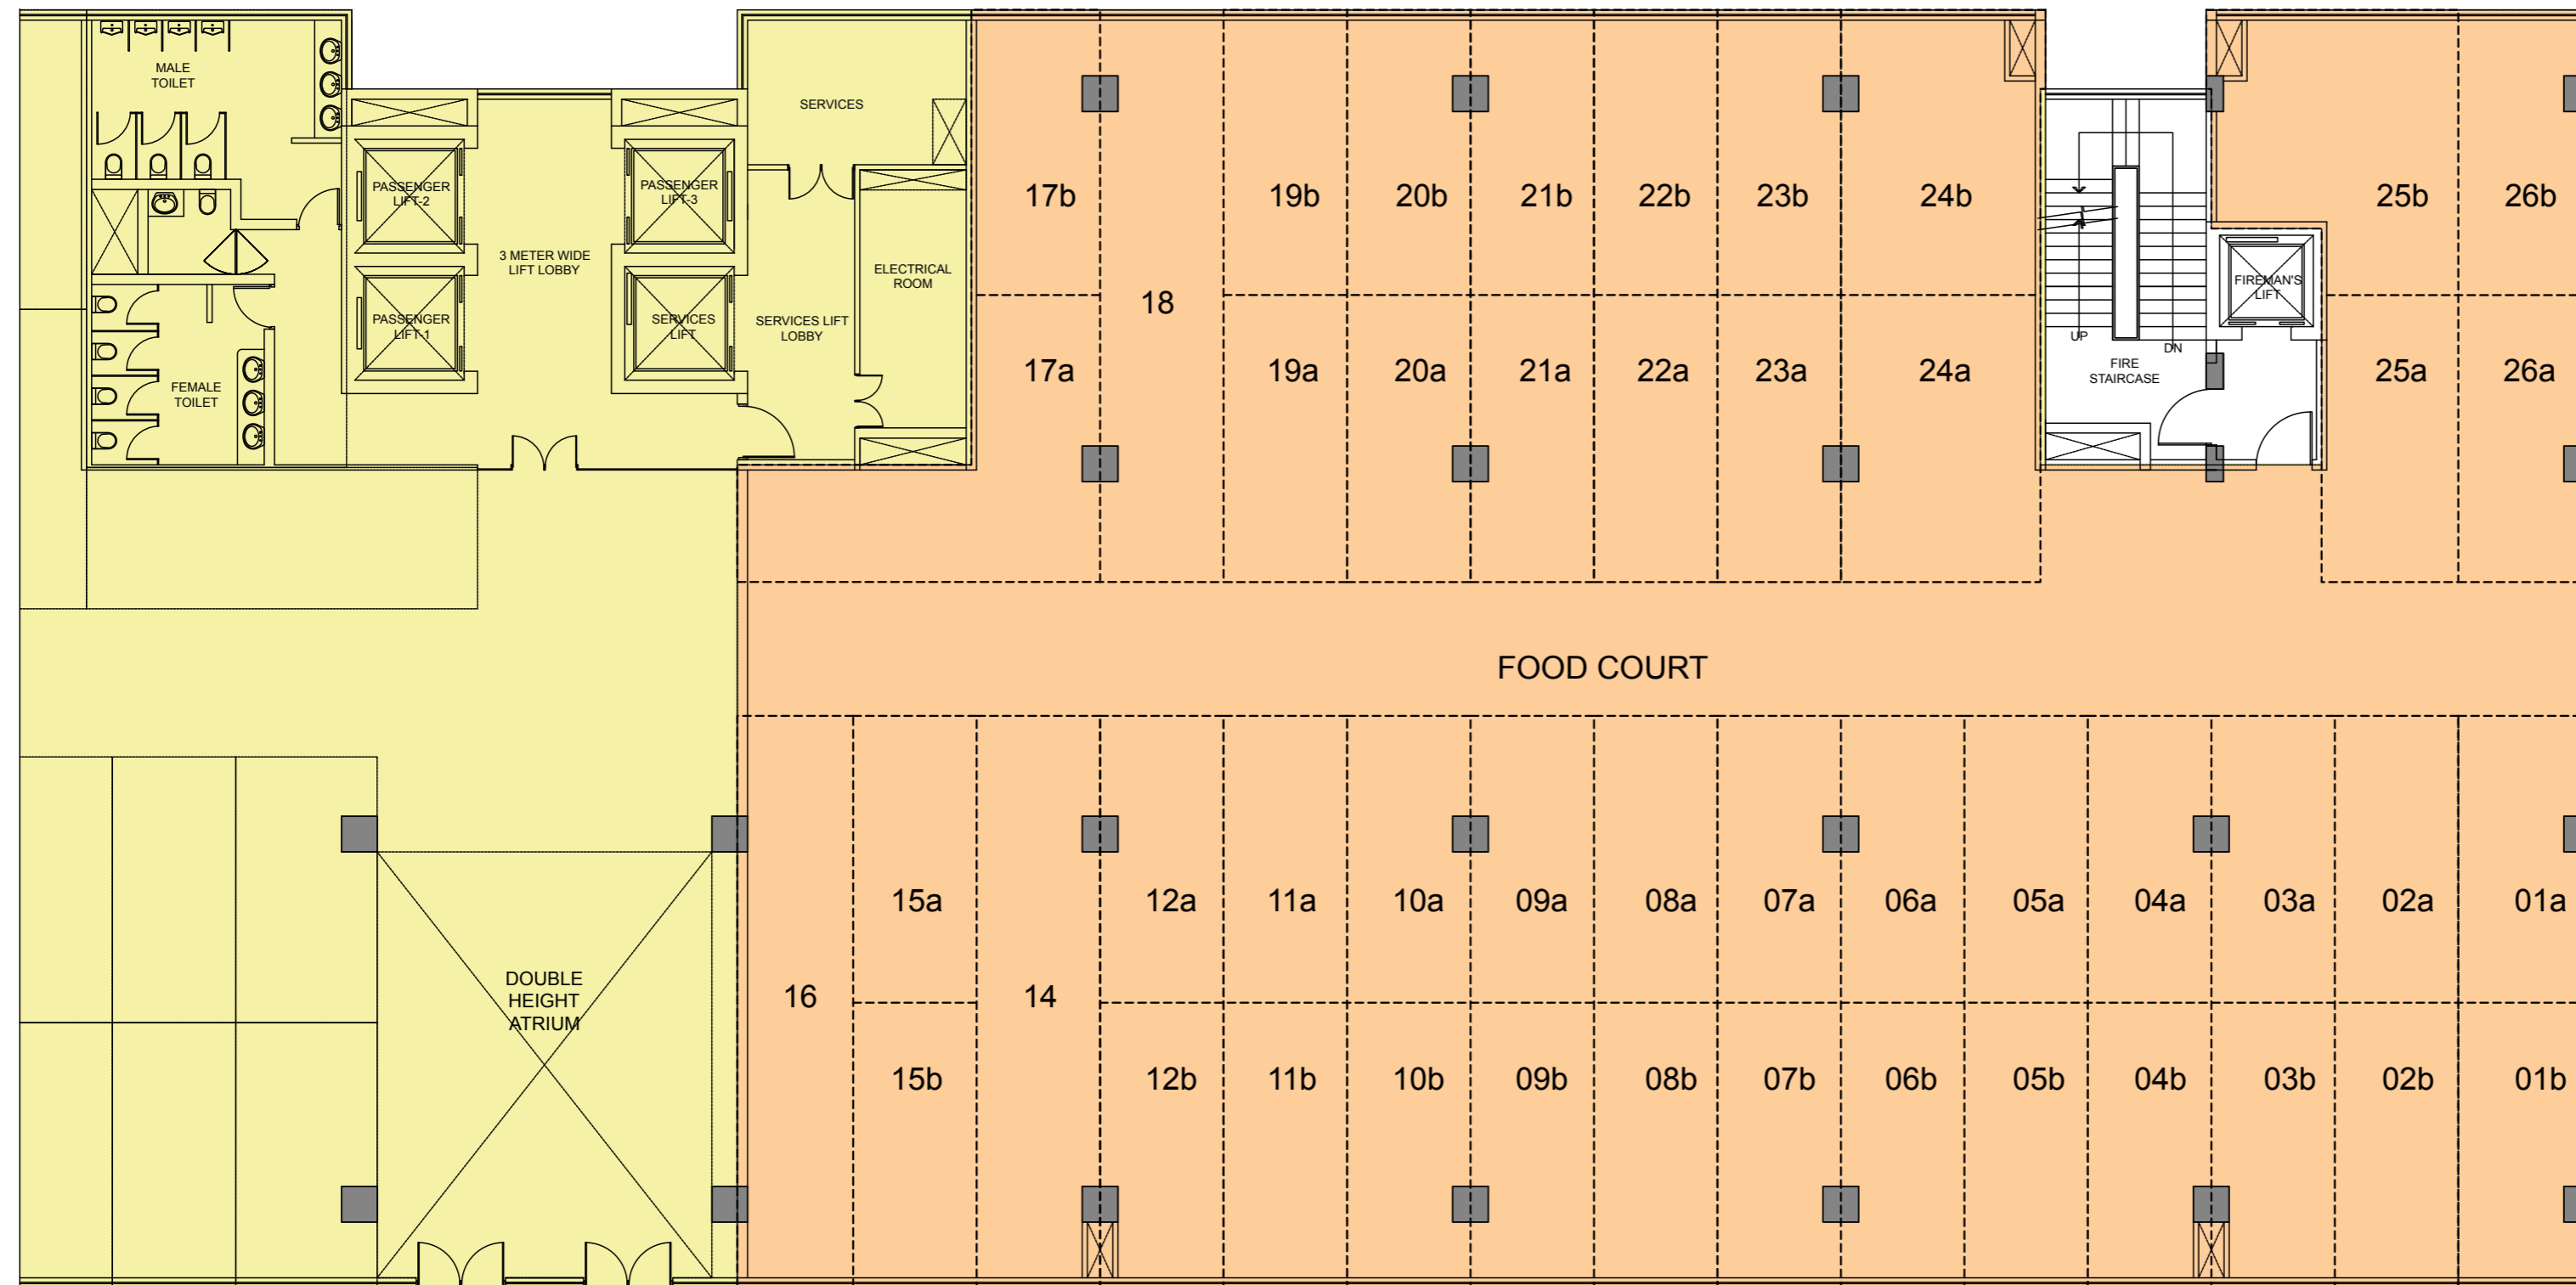 MALE
TOILET
SERVICES
PASSENGER
LIFT-2
PASSENGER
LIFT-3
17b
19b
20b
21b
22b
23b
24b
25b
26b
3 METER WIDE
LIFT LOBBY
ELECTRICAL
ROOM
FIREMAN'S
LIFT
18
PASSENGER
LIFT-1
SERVICES
LIFT
SERVICES LIFT
LOBBY
UP
DN
FIRE
STAIRCASE
17a
19a
20a
21a
22a
23a
24a
25a
26a
FEMALE
TOILET
FOOD COURT
15a
12a
11a
10a
09a
08a
07a
06a
05a
04a
03a
02a
01a
DOUBLE
HEIGHT
ATRIUM
16
14
15b
12b
11b
10b
09b
08b
07b
06b
05b
04b
03b
02b
01b